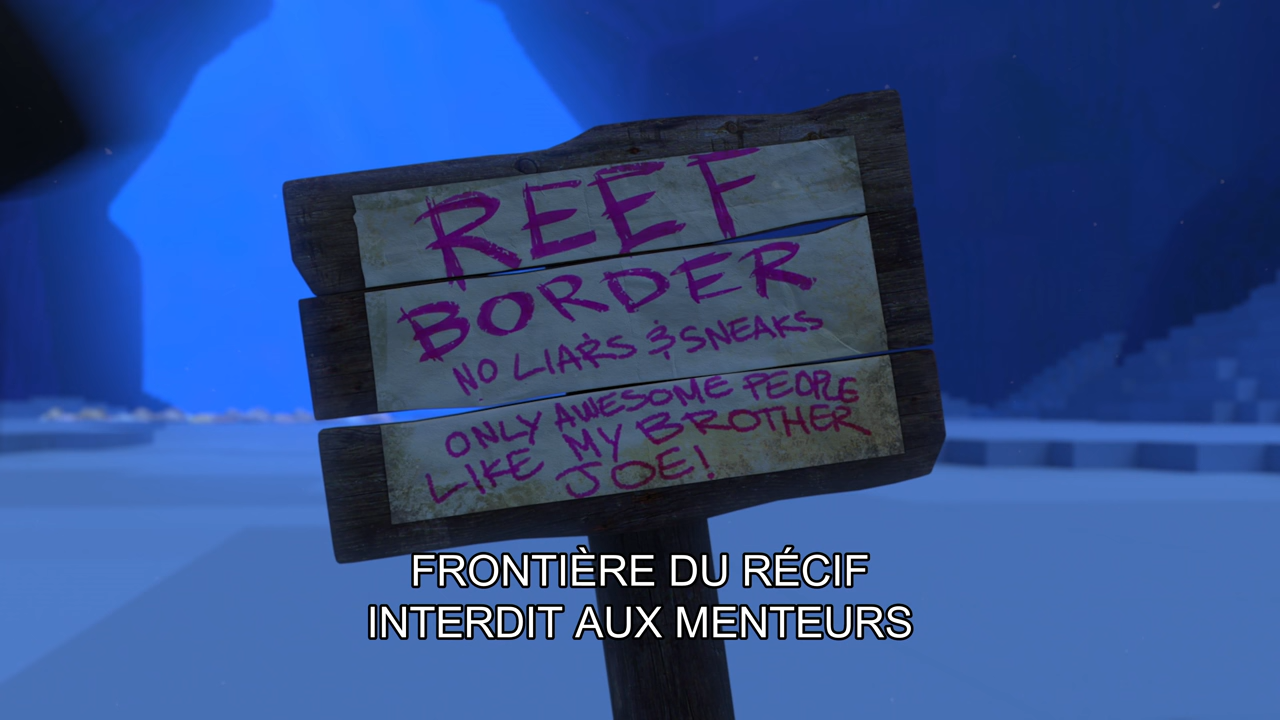 REEF
BORDER
NO LIARS & SNEAKS
ONLY AWESOME PEOPLE
LIKE MY BROTHER
JOE!
FRONTIÈRE DU RÉCIF
INTERDIT AUX MENTEURS